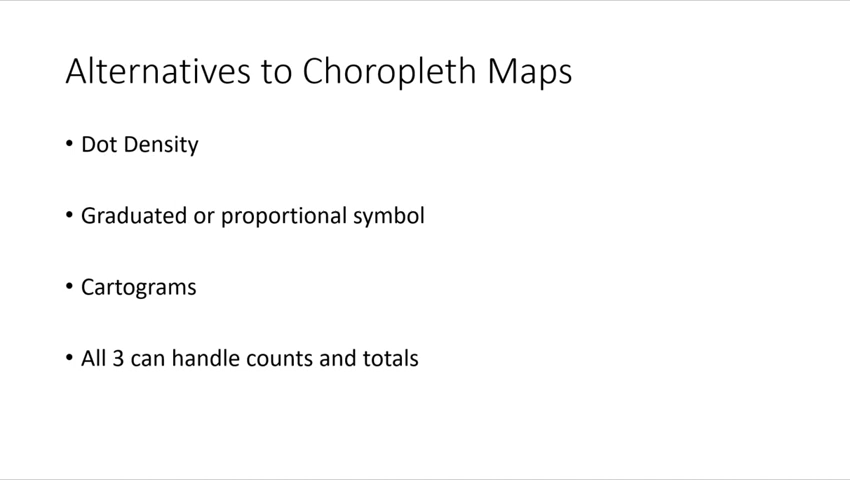 Alternatives to Choropleth Maps
• Dot Density
• Graduated or proportional symbol
• Cartograms
• All 3 can handle counts and totals